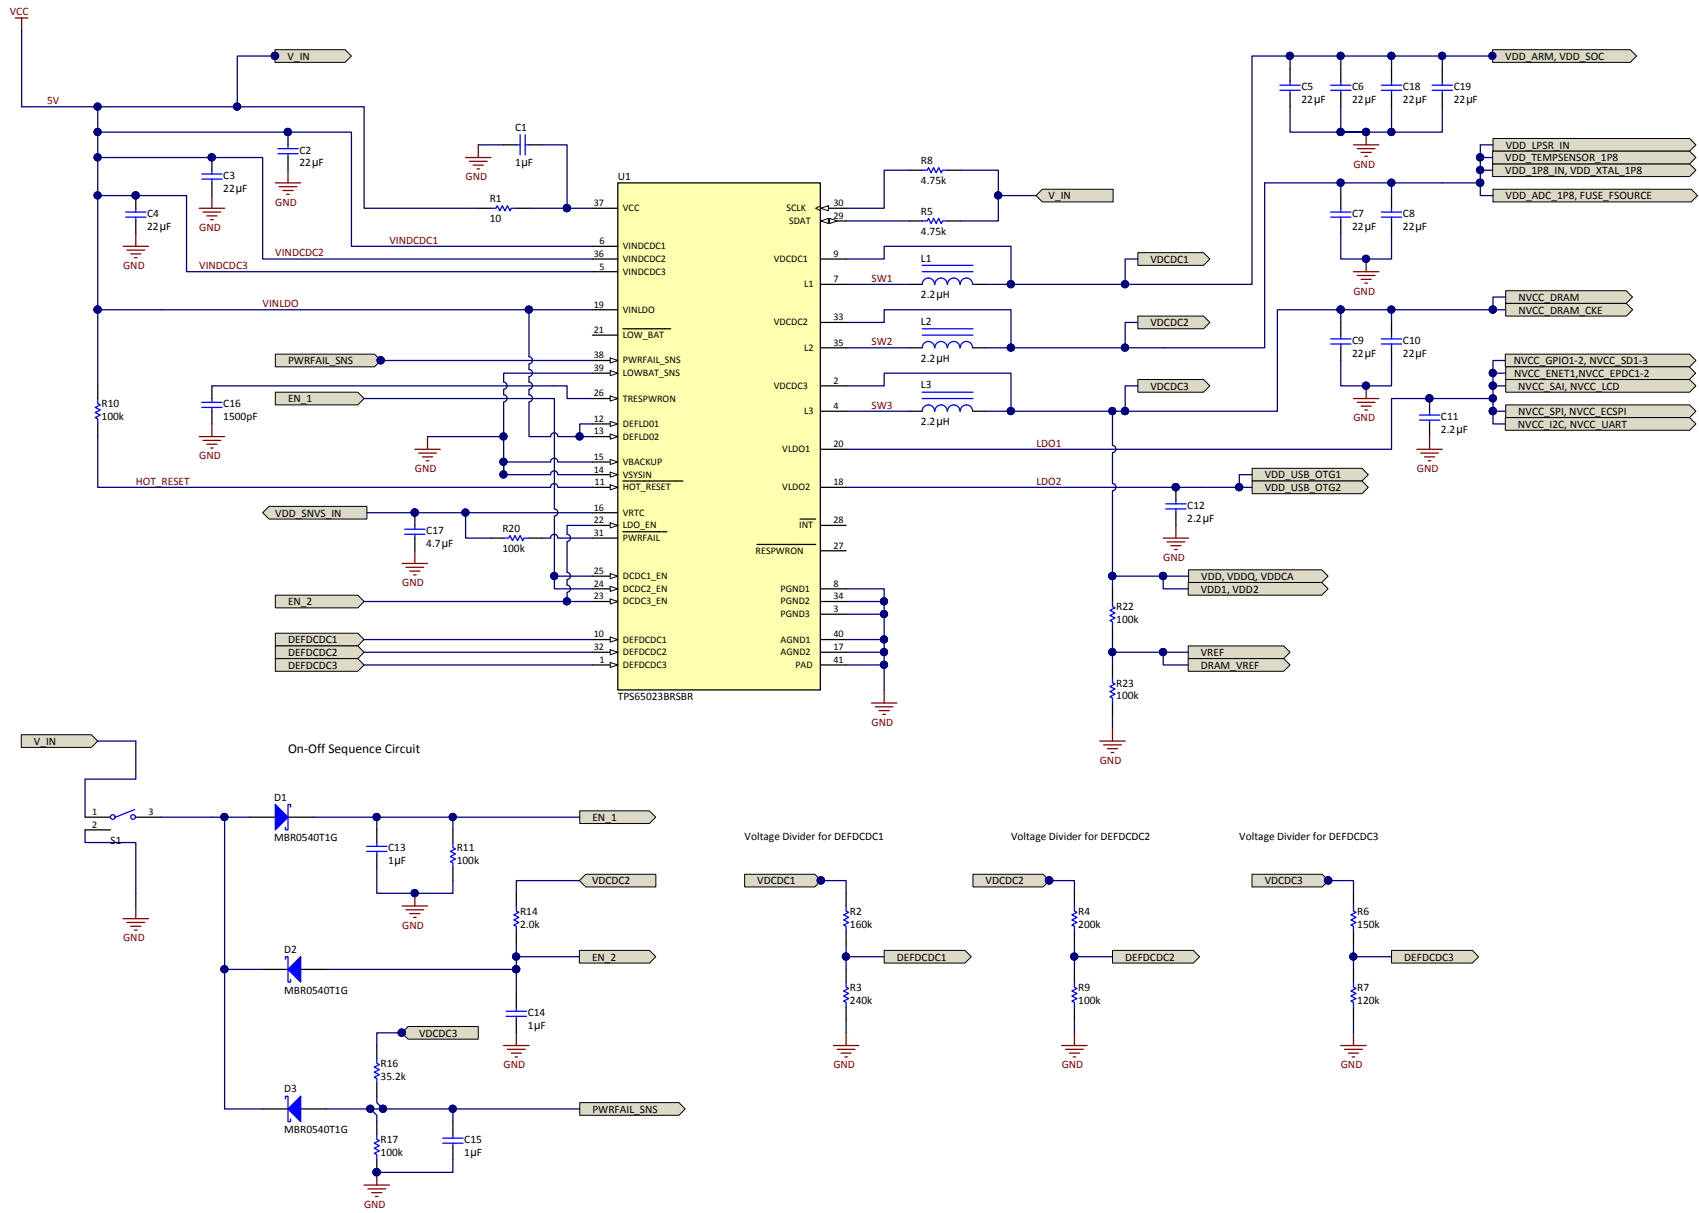 VCC
V_IN
5V
C2
22µF
C3
22µF
C4
22µF
GND
GND
GND
C1
1µF
GND
R1
10
VINDCDC1
VINDCDC2
VINDCDC3
VINLDO
PWRFAIL_SNS
EN_1
R10
100k
C16
1500pF
GND
GND
HOT_RESET
VDD_SNVS_IN
C17
4.7µF
GND
R20
100k
EN_2
DEFDCDC1
DEFDCDC2
DEFDCDC3
U1
37 VCC
6 VINDCDC1
36 VINDCDC2
5 VINDCDC3
19 VINLDO
21 LOW_BAT
38 PWRFAIL_SNS
39 LOWBAT_SNS
26 TRESPWRON
12 DEFLD01
13 DEFLD02
15 VBACKUP
14 VSYSIN
11 HOT_RESET
16 VRTC
22 LDO_EN
31 PWRFAIL
25 DCDC1_EN
24 DCDC2_EN
23 DCDC3_EN
10 DEFDCDC1
32 DEFDCDC2
1 DEFDCDC3
SCLK 30
SDAT 29
VDCDC1 9
L1 7
VDCDC2 33
L2 35
VDCDC3 2
L3 4
VLDO1 20
VLDO2 18
INT 28
RESPWRON 27
PGND1 8
PGND2 34
PGND3 3
AGND1 40
AGND2 17
PAD 41
TPS65023BRSBR
GND
R8
4.75k
R5
4.75k
V_IN
SW1
L1
2.2µH
VDCDC1
SW2
L2
2.2µH
VDCDC2
SW3
L3
2.2µH
VDCDC3
LDO1
LDO2
C5
22µF
C6
22µF
C18
22µF
C19
22µF
GND
VDD_ARM, VDD_SOC
VDD_LPSR_IN
VDD_TEMPSENSOR_1P8
VDD_1P8_IN, VDD_XTAL_1P8
VDD_ADC_1P8, FUSE_FSOURCE
C7
22µF
C8
22µF
GND
NVCC_DRAM
NVCC_DRAM_CKE
C9
22µF
C10
22µF
GND
NVCC_GPIO1-2, NVCC_SD1-3
NVCC_ENET1,NVCC_EPDC1-2
NVCC_SAI, NVCC_LCD
NVCC_SPI, NVCC_ECSPI
NVCC_I2C, NVCC_UART
C11
2.2µF
GND
VDD_USB_OTG1
VDD_USB_OTG2
C12
2.2µF
GND
VDD, VDDQ, VDDCA
VDD1, VDD2
R22
100k
VREF
DRAM_VREF
R23
100k
GND
V_IN
On-Off Sequence Circuit
1
2
3
S1
GND
D1
MBR0540T1G
C13
1µF
R11
100k
GND
EN_1
VDCDC2
R14
2.0k
D2
MBR0540T1G
EN_2
C14
1µF
GND
VDCDC3
R16
35.2k
D3
MBR0540T1G
PWRFAIL_SNS
R17
100k
C15
1µF
GND
Voltage Divider for DEFDCDC1
VDCDC1
R2
160k
DEFDCDC1
R3
240k
GND
Voltage Divider for DEFDCDC2
VDCDC2
R4
200k
DEFDCDC2
R9
100k
GND
Voltage Divider for DEFDCDC3
VDCDC3
R6
150k
DEFDCDC3
R7
120k
GND